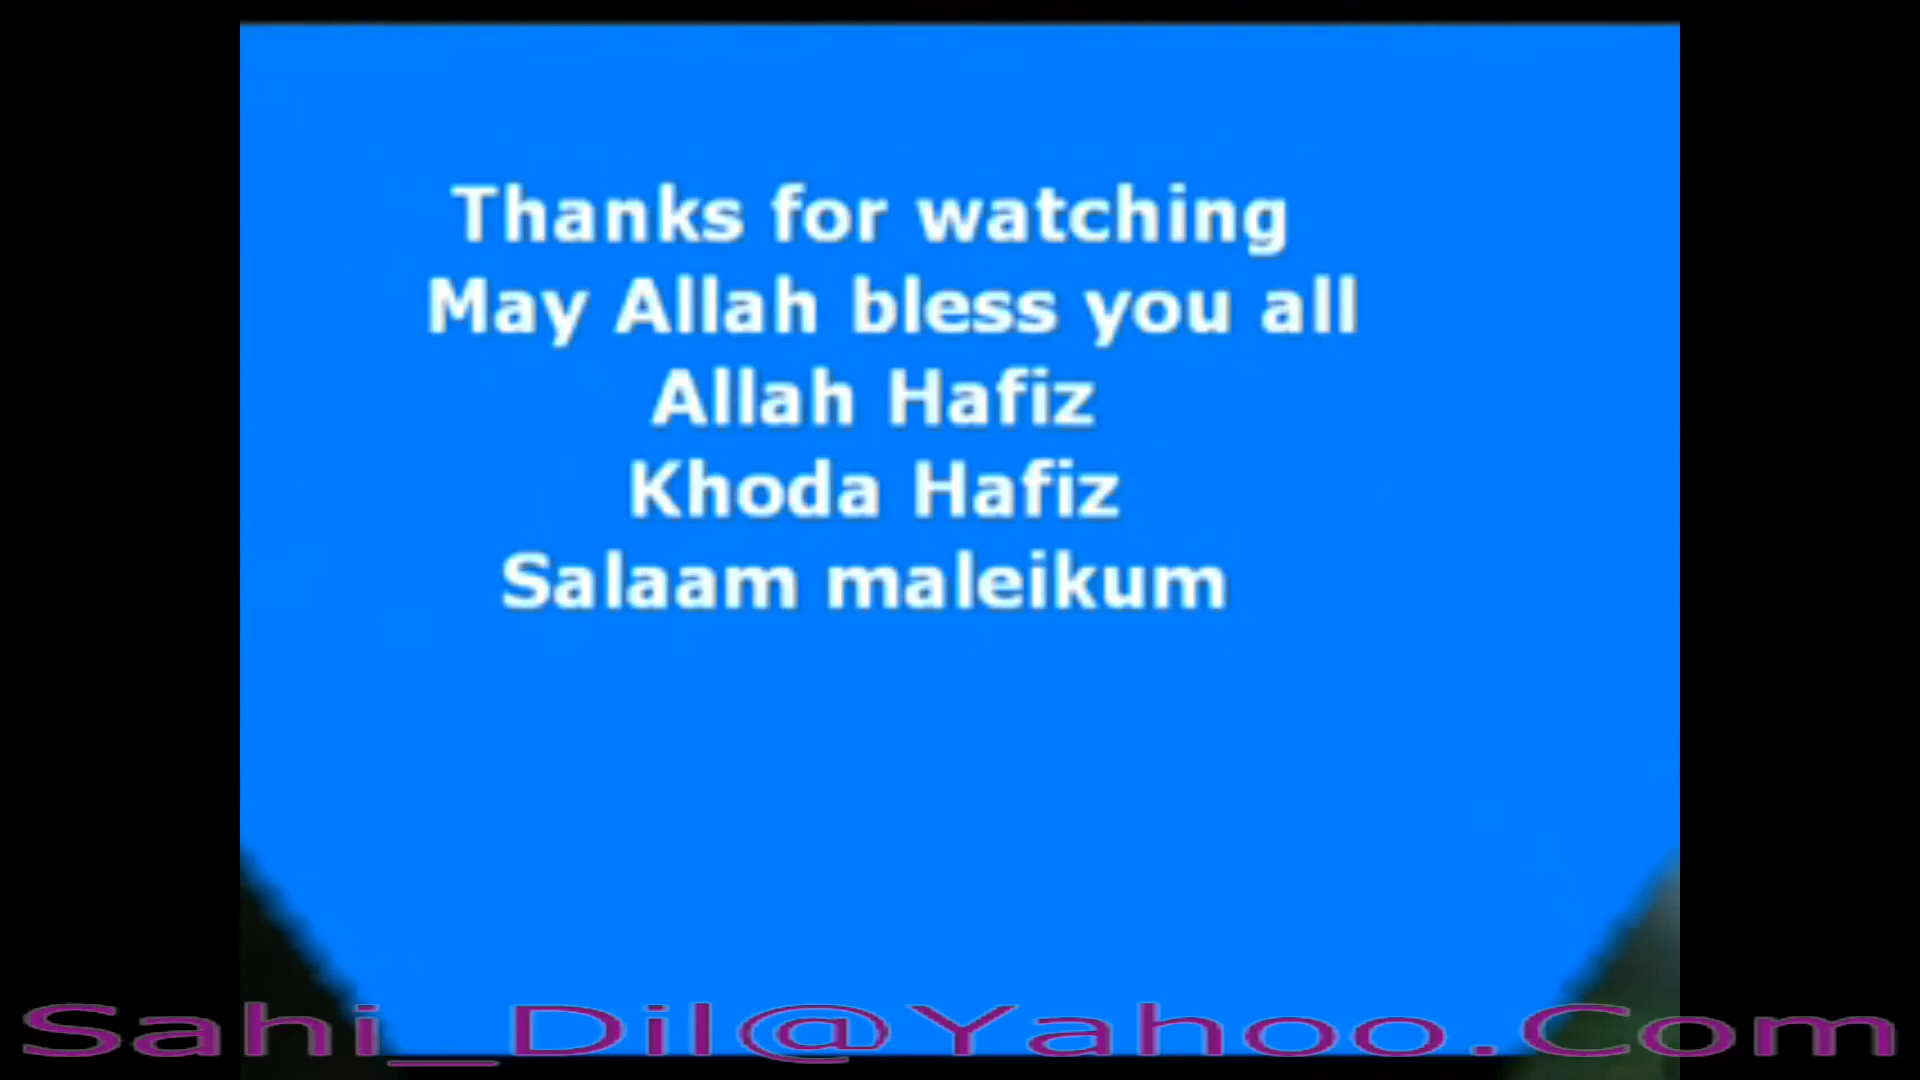 Thanks for watching
May Allah bless you all
Allah Hafiz
Khoda Hafiz
Salaam maleikum
Sahi_Dil@Yahoo.Com